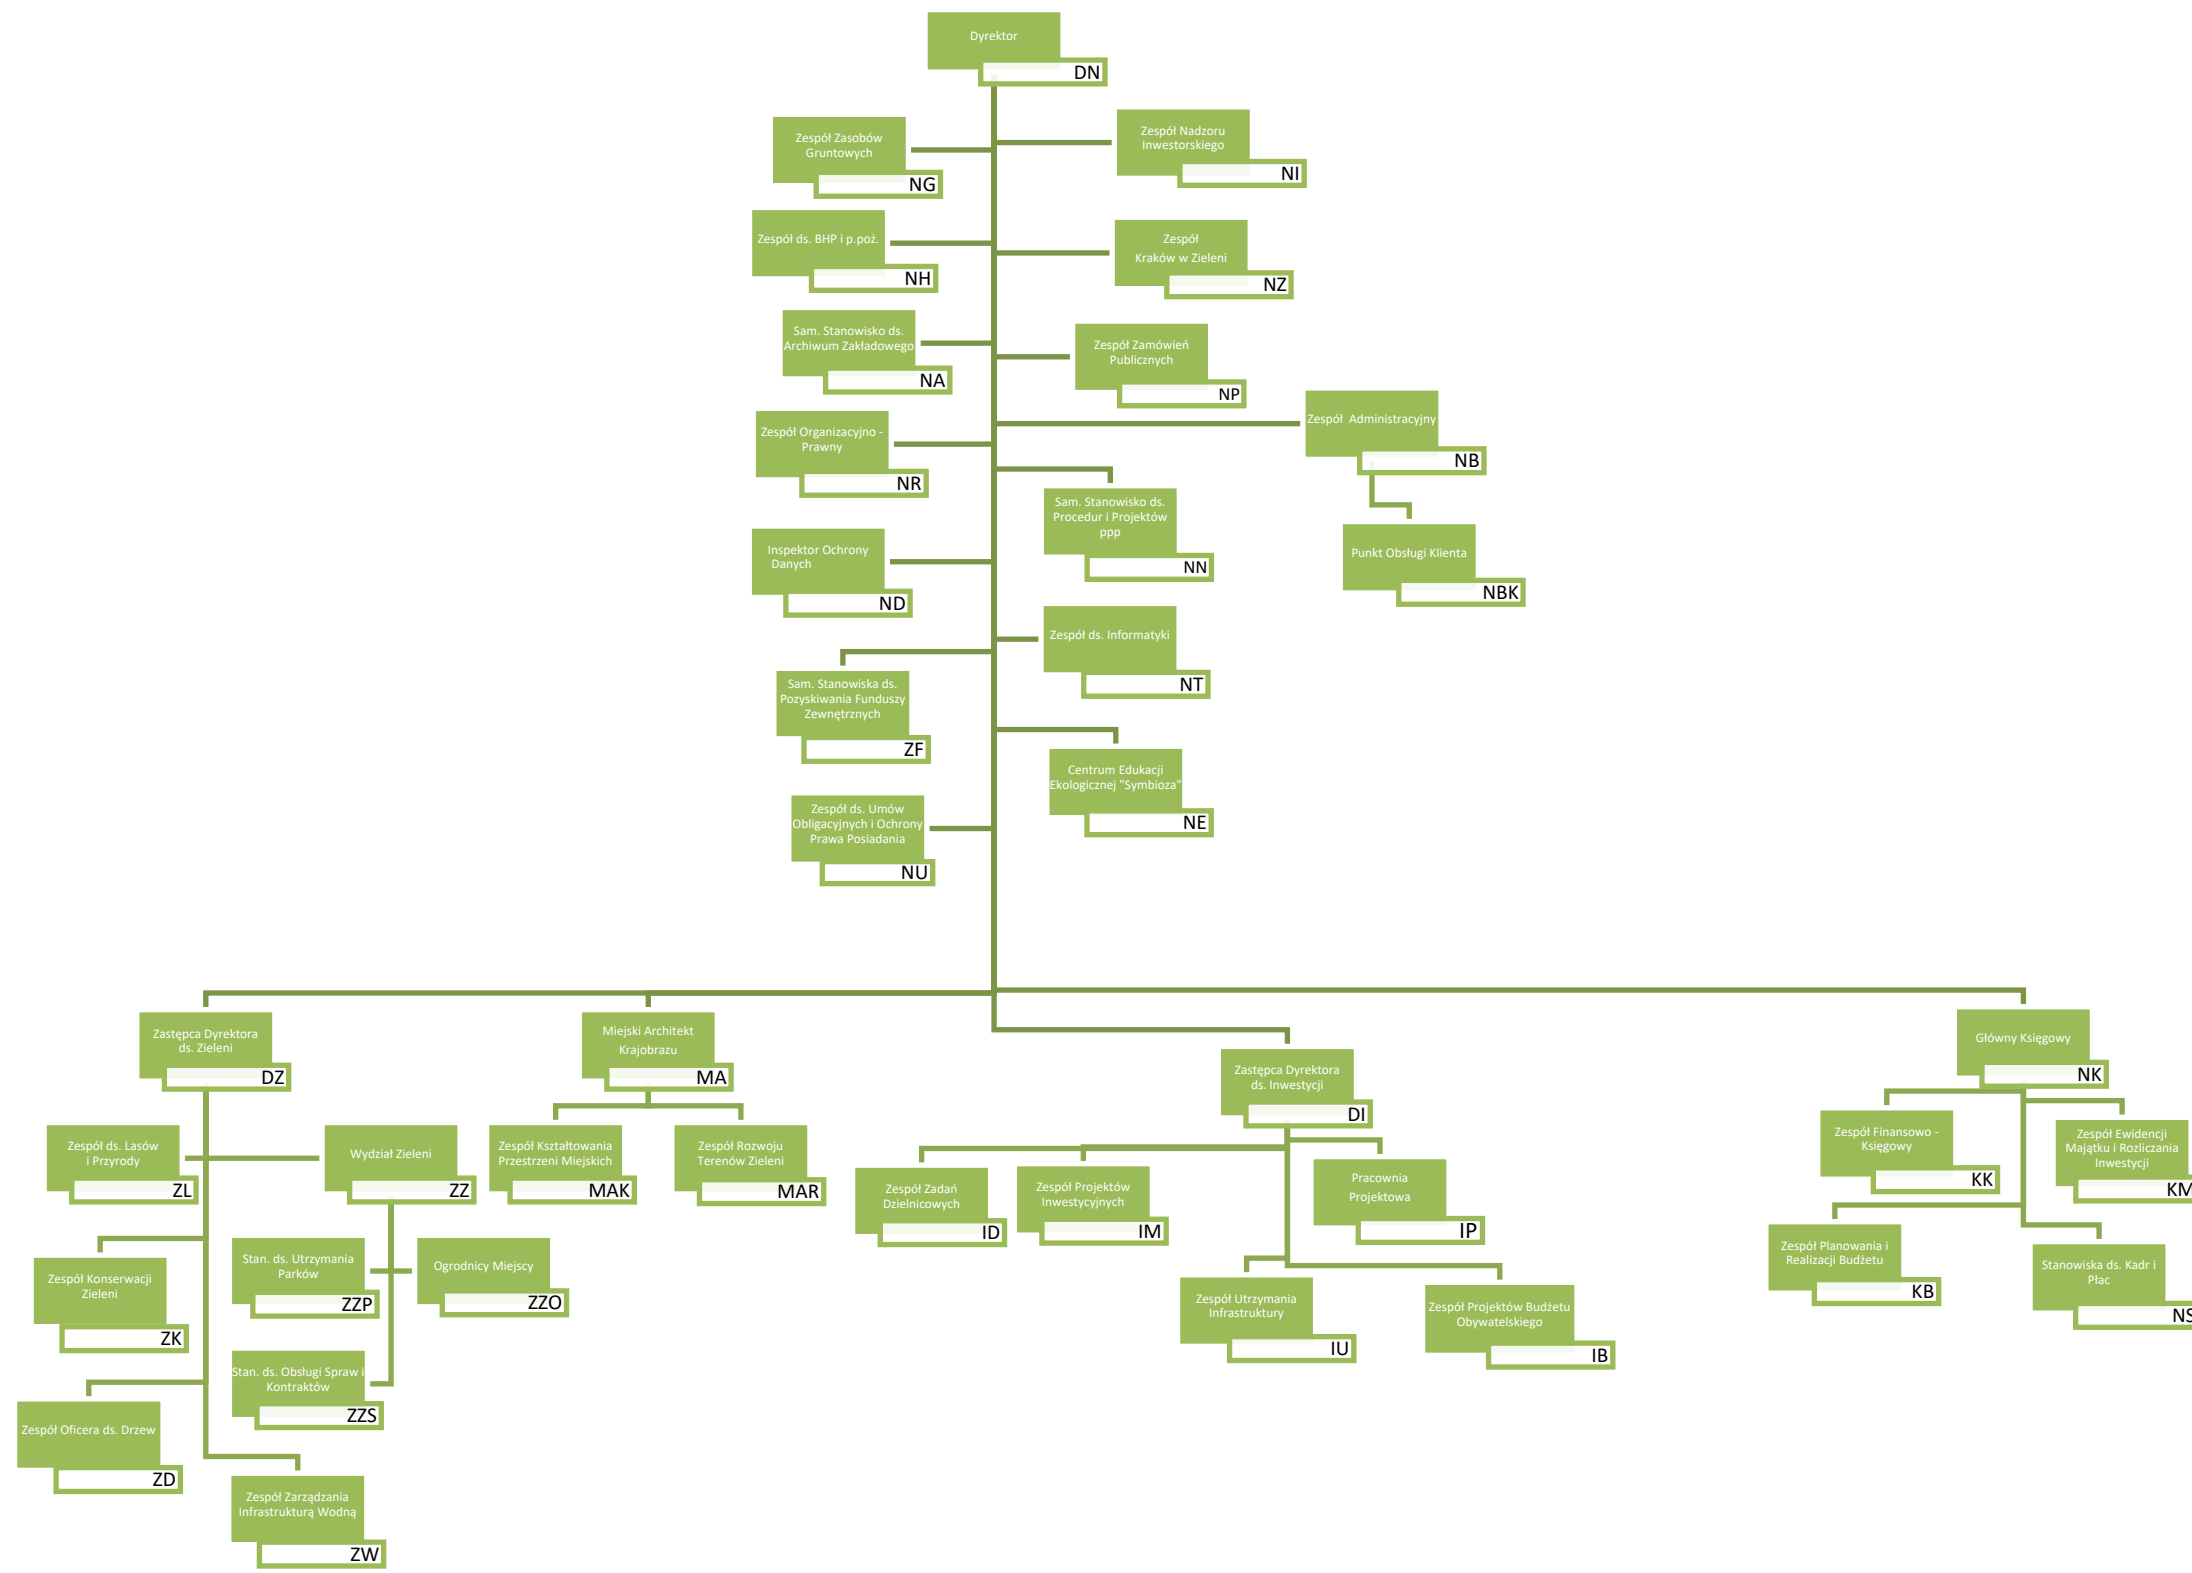 Dyrektor
DN
Zespół Zasobów
Gruntowych
NG
Zespół Nadzoru
Inwestorskiego
NI
Zespół ds. BHP i p.poż.
NH
Zespół
Kraków w Zieleni
NZ
Sam. Stanowisko ds.
Archiwum Zakładowego
NA
Zespół Zamówień
Publicznych
NP
Zespół Administracyjny
NB
Zespół Organizacyjno -
Prawny
NR
Sam. Stanowisko ds.
Procedur i Projektów
ppp
NN
Punkt Obsługi Klienta
NBK
Inspektor Ochrony
Danych
ND
Zespół ds. Informatyki
NT
Sam. Stanowiska ds.
Pozyskiwania Funduszy
Zewnętrznych
ZF
Centrum Edukacji
Ekologicznej "Symbioza"
NE
Zespół ds. Umów
Obligacyjnych i Ochrony
Prawa Posiadania
NU
Zastępca Dyrektora
ds. Zieleni
DZ
Miejski Architekt
Krajobrazu
MA
Zastępca Dyrektora
ds. Inwestycji
DI
Główny Księgowy
NK
Zespół ds. Lasów
i Przyrody
ZL
Wydział Zieleni
ZZ
Zespół Kształtowania
Przestrzeni Miejskich
MAK
Zespół Rozwoju
Terenów Zieleni
MAR
Zespół Zadań
Dzielnicowych
ID
Zespół Projektów
Inwestycyjnych
IM
Pracownia
Projektowa
IP
Zespół Finansowo -
Księgowy
KK
Zespół Ewidencji
Majątku i Rozliczania
Inwestycji
KM
Zespół Konserwacji
Zieleni
ZK
Stan. ds. Utrzymania
Parków
ZZP
Ogrodnicy Miejscy
ZZO
Zespół Utrzymania
Infrastruktury
IU
Zespół Projektów Budżetu
Obywatelskiego
IB
Zespół Planowania i
Realizacji Budżetu
KB
Stanowiska ds. Kadr i
Płac
NS
Stan. ds. Obsługi Spraw i
Kontraktów
ZZS
Zespół Oficera ds. Drzew
ZD
Zespół Zarządzania
Infrastrukturą Wodną
ZW